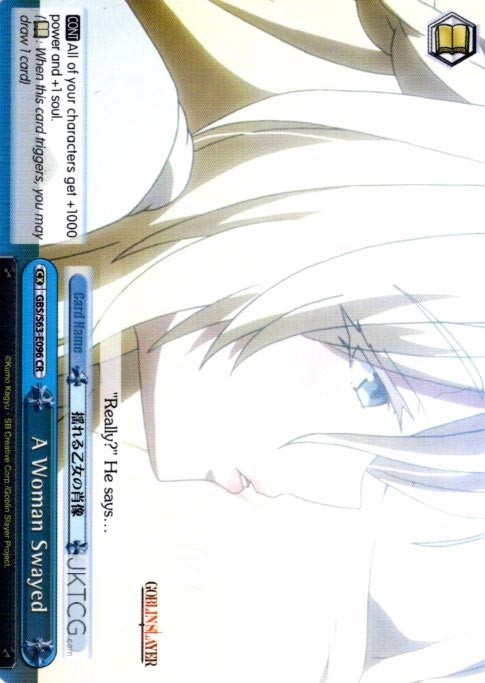 [CONT] All of your characters get +1000
power and +1 soul.
( : When this card triggers, you may
draw 1 card)
"Really?" He says...
GOBLIN SLAYER
Card Name
揺れる乙女の肖像
JKTCG.com
CX GBS/S63-E096 CR
A Woman Swayed
©Kumo Kagyu・SB Creative Corp./Goblin Slayer Project.